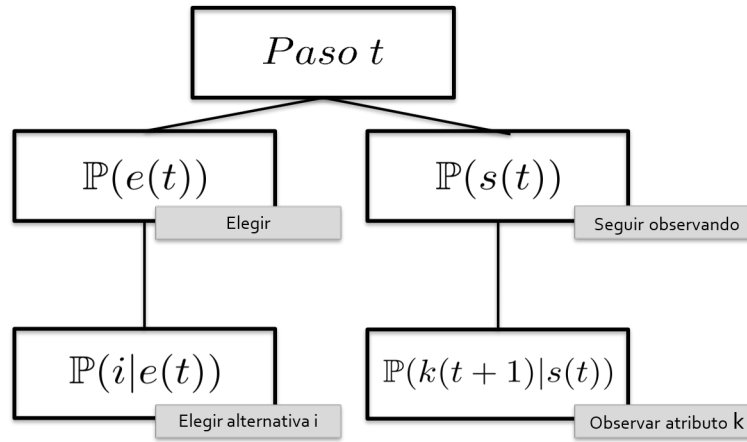 Paso t
ℙ(e(t))
ℙ(s(t))
Elegir
Seguir observando
ℙ(i|e(t))
ℙ(k(t + 1)|s(t))
Elegir alternativa i
Observar atributo k